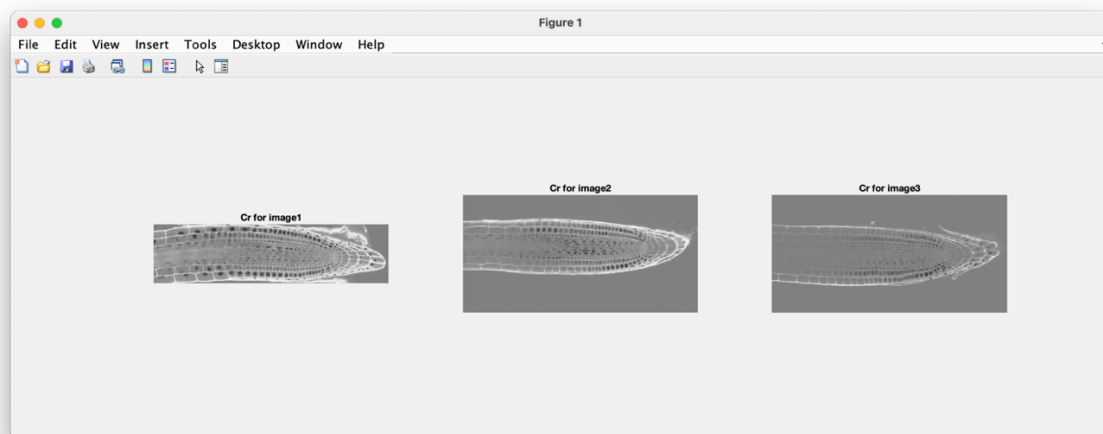 Figure 1
File Edit View Insert Tools Desktop Window Help
Cr for image1
Cr for image2
Cr for image3